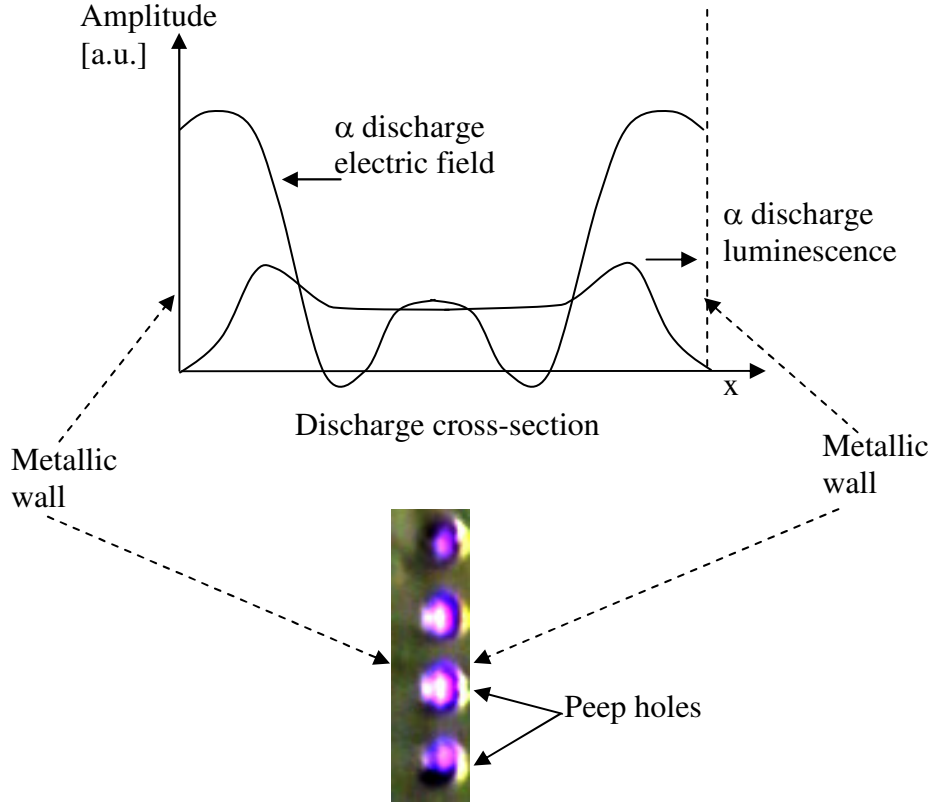 Amplitude
[a.u.]
α discharge
electric field
α discharge
luminescence
x
Discharge cross-section
Metallic
wall
Metallic
wall
Peep holes